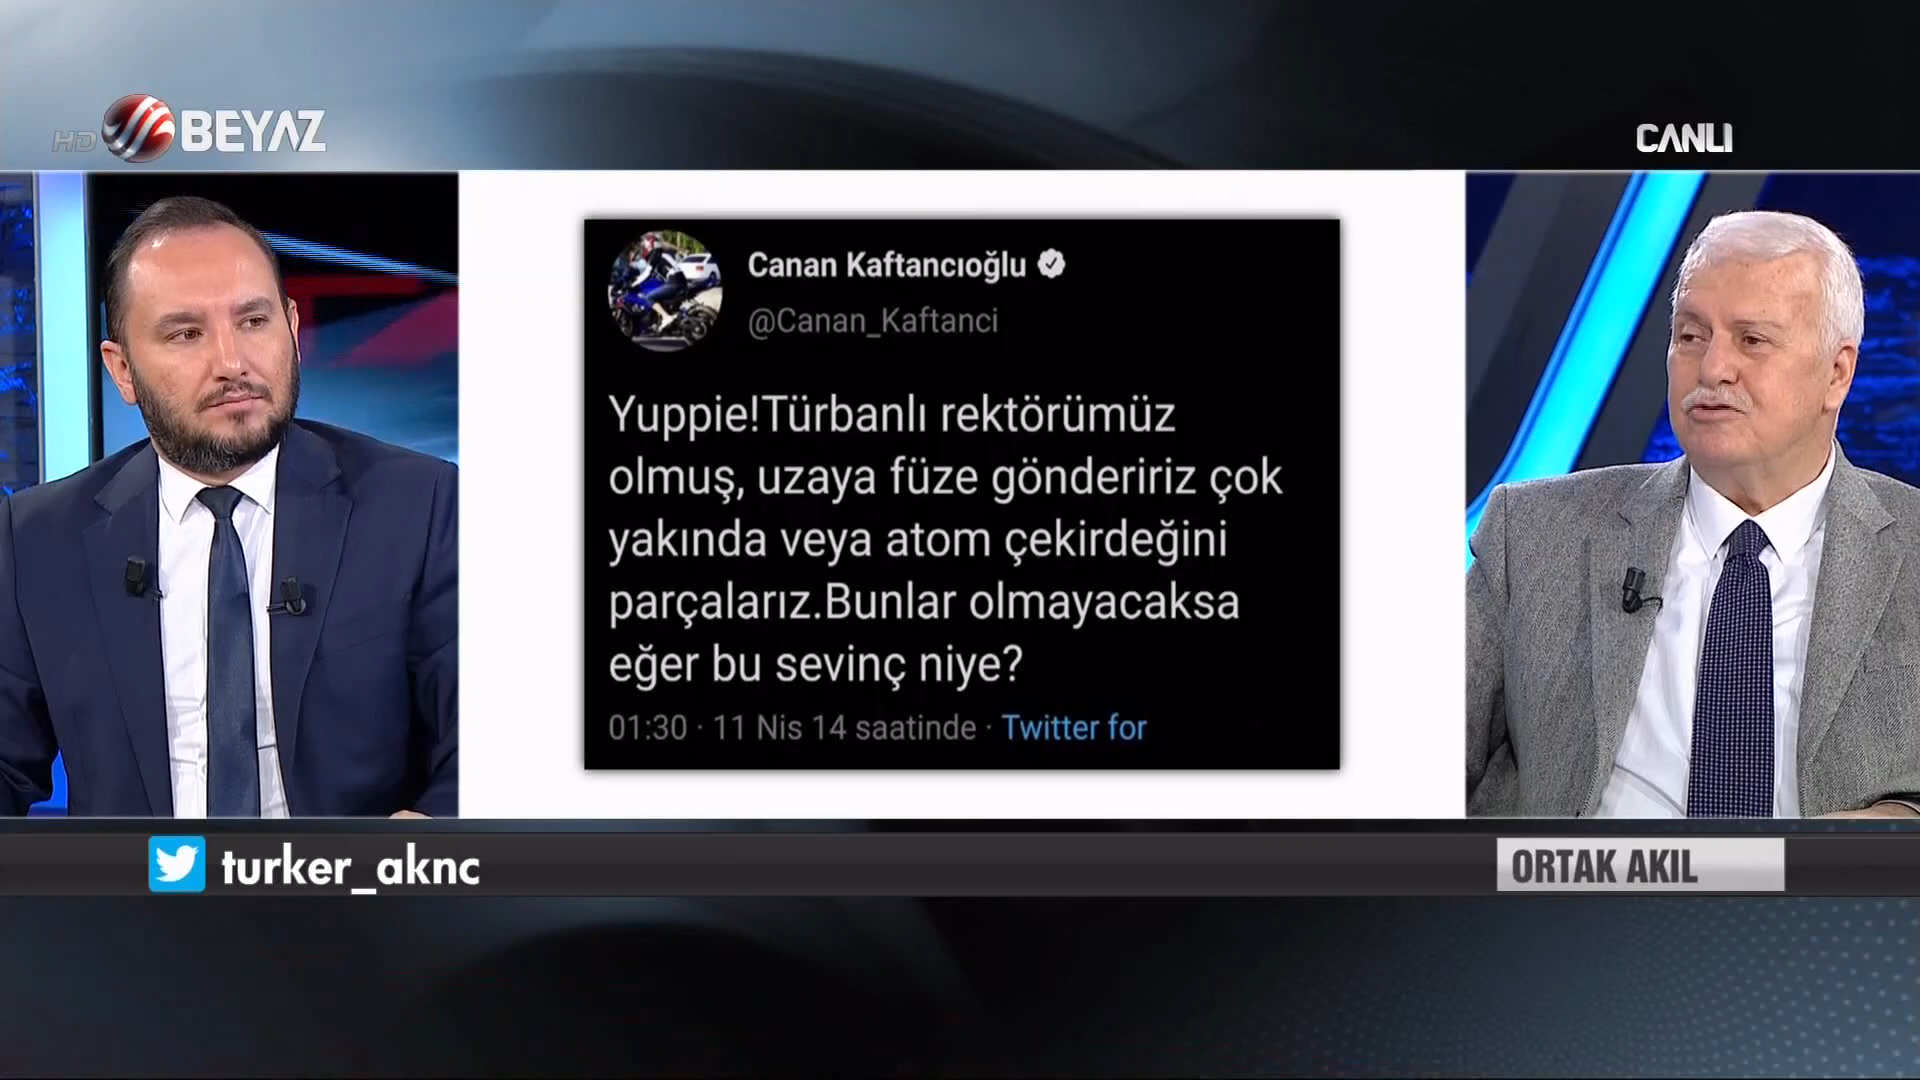 HD BEYAZ
CANLI
Canan Kaftancıoğlu
@Canan_Kaftanci
Yuppie!Türbanlı rektörümüz
olmuş, uzaya füze göndeririz çok
yakında veya atom çekirdeğini
parçalarız.Bunlar olmayacaksa
eğer bu sevinç niye?
01:30 · 11 Nis 14 saatinde · Twitter for
turker_aknc
ORTAK AKIL